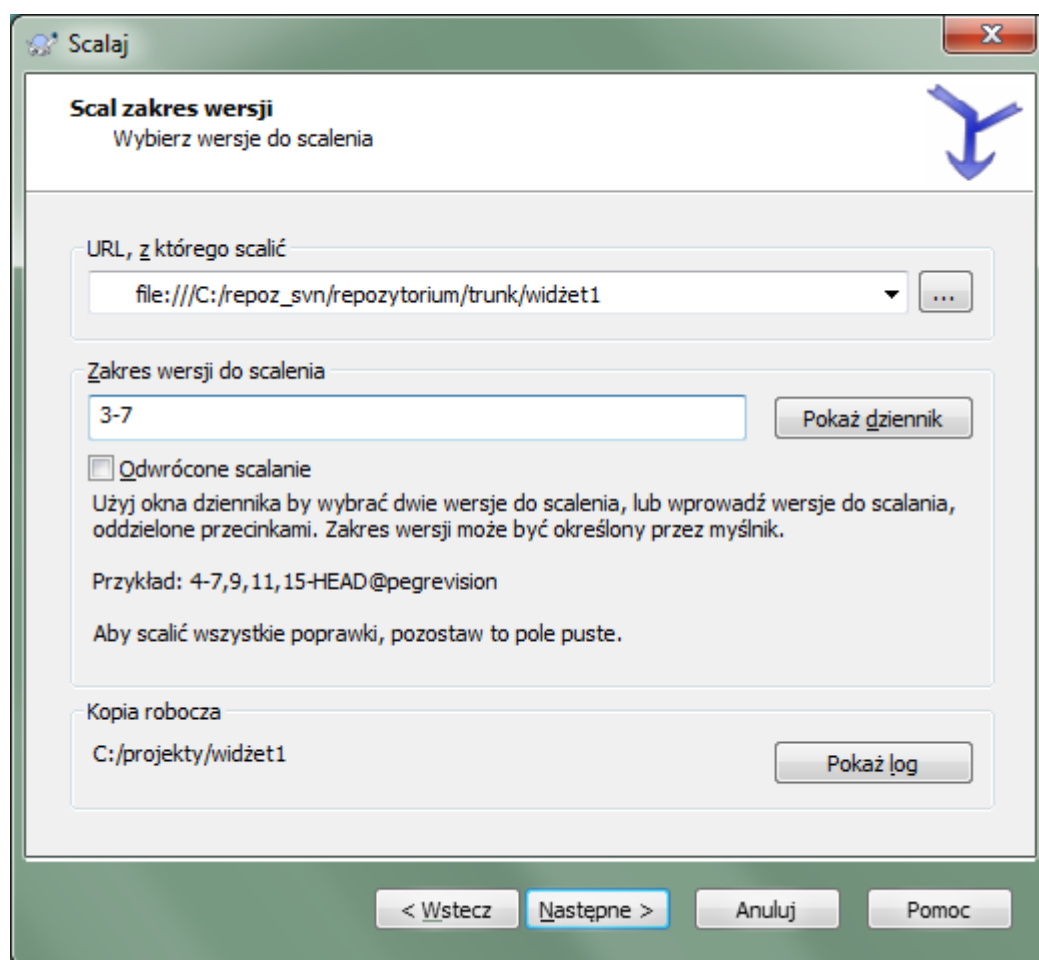 Scalaj
Scal zakres wersji
Wybierz wersje do scalenia
URL, z którego scalić
file:///C:/repoz_svn/repozytorium/trunk/widżet1
...
Zakres wersji do scalenia
3-7
Pokaż dziennik
Odwrócone scalanie
Użyj okna dziennika by wybrać dwie wersje do scalenia, lub wprowadź wersje do scalania,
oddzielone przecinkami. Zakres wersji może być określony przez myślnik.
Przykład: 4-7,9,11,15-HEAD@pegrevision
Aby scalić wszystkie poprawki, pozostaw to pole puste.
Kopia robocza
C:/projekty/widżet1
Pokaż log
< Wstecz
Następne >
Anuluj
Pomoc